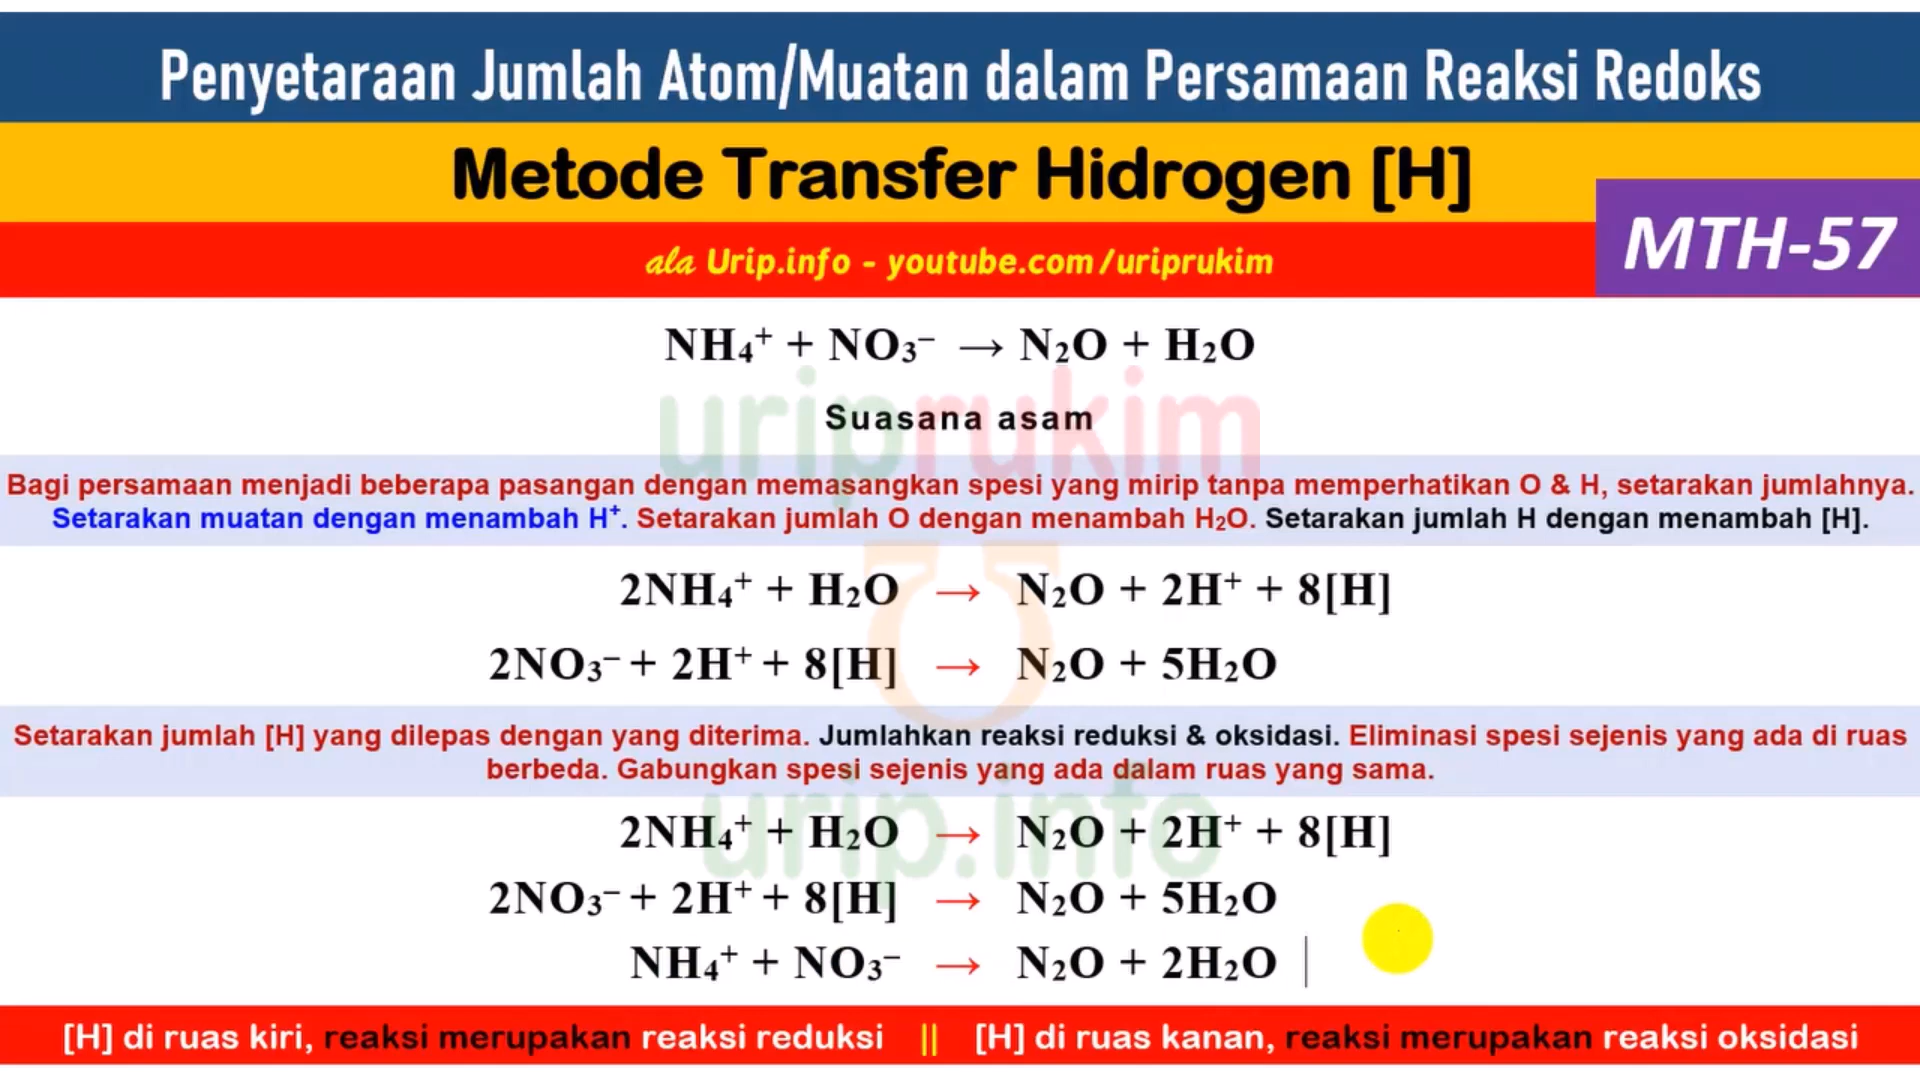 Penyetaraan Jumlah Atom/Muatan dalam Persamaan Reaksi Redoks
Metode Transfer Hidrogen [H]
MTH-57
ala Urip.info - youtube.com/uriprukim
NH₄⁺ + NO₃⁻ → N₂O + H₂O
uriprukim
Suasana asam
Bagi persamaan menjadi beberapa pasangan dengan memasangkan spesi yang mirip tanpa memperhatikan O & H, setarakan jumlahnya.
Setarakan muatan dengan menambah H⁺. Setarakan jumlah O dengan menambah H₂O. Setarakan jumlah H dengan menambah [H].
2NH₄⁺ + H₂O → N₂O + 2H⁺ + 8[H]
2NO₃⁻ + 2H⁺ + 8[H] → N₂O + 5H₂O
Setarakan jumlah [H] yang dilepas dengan yang diterima. Jumlahkan reaksi reduksi & oksidasi. Eliminasi spesi sejenis yang ada di ruas
berbeda. Gabungkan spesi sejenis yang ada dalam ruas yang sama.
urip.info
2NH₄⁺ + H₂O → N₂O + 2H⁺ + 8[H]
2NO₃⁻ + 2H⁺ + 8[H] → N₂O + 5H₂O
NH₄⁺ + NO₃⁻ → N₂O + 2H₂O
[H] di ruas kiri, reaksi merupakan reaksi reduksi || [H] di ruas kanan, reaksi merupakan reaksi oksidasi